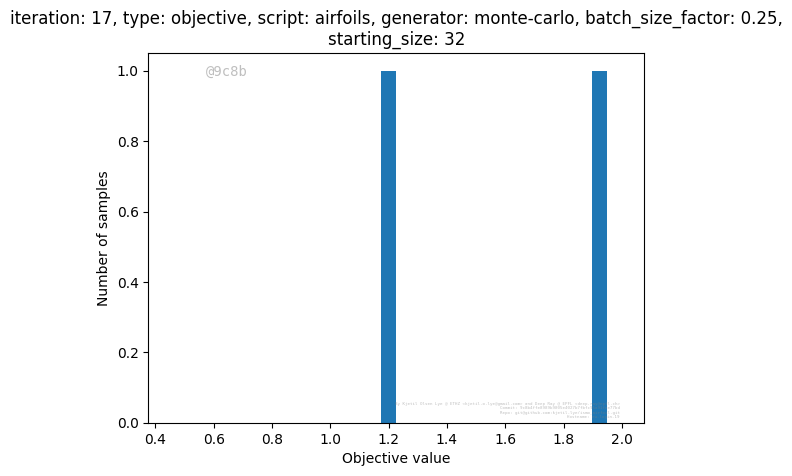 iteration: 17, type: objective, script: airfoils, generator: monte-carlo, batch_size_factor: 0.25,
starting_size: 32
@9c8b
1.0
0.8
0.6
0.4
0.2
0.0
Number of samples
0.4 0.6 0.8 1.0 1.2 1.4 1.6 1.8 2.0
Objective value